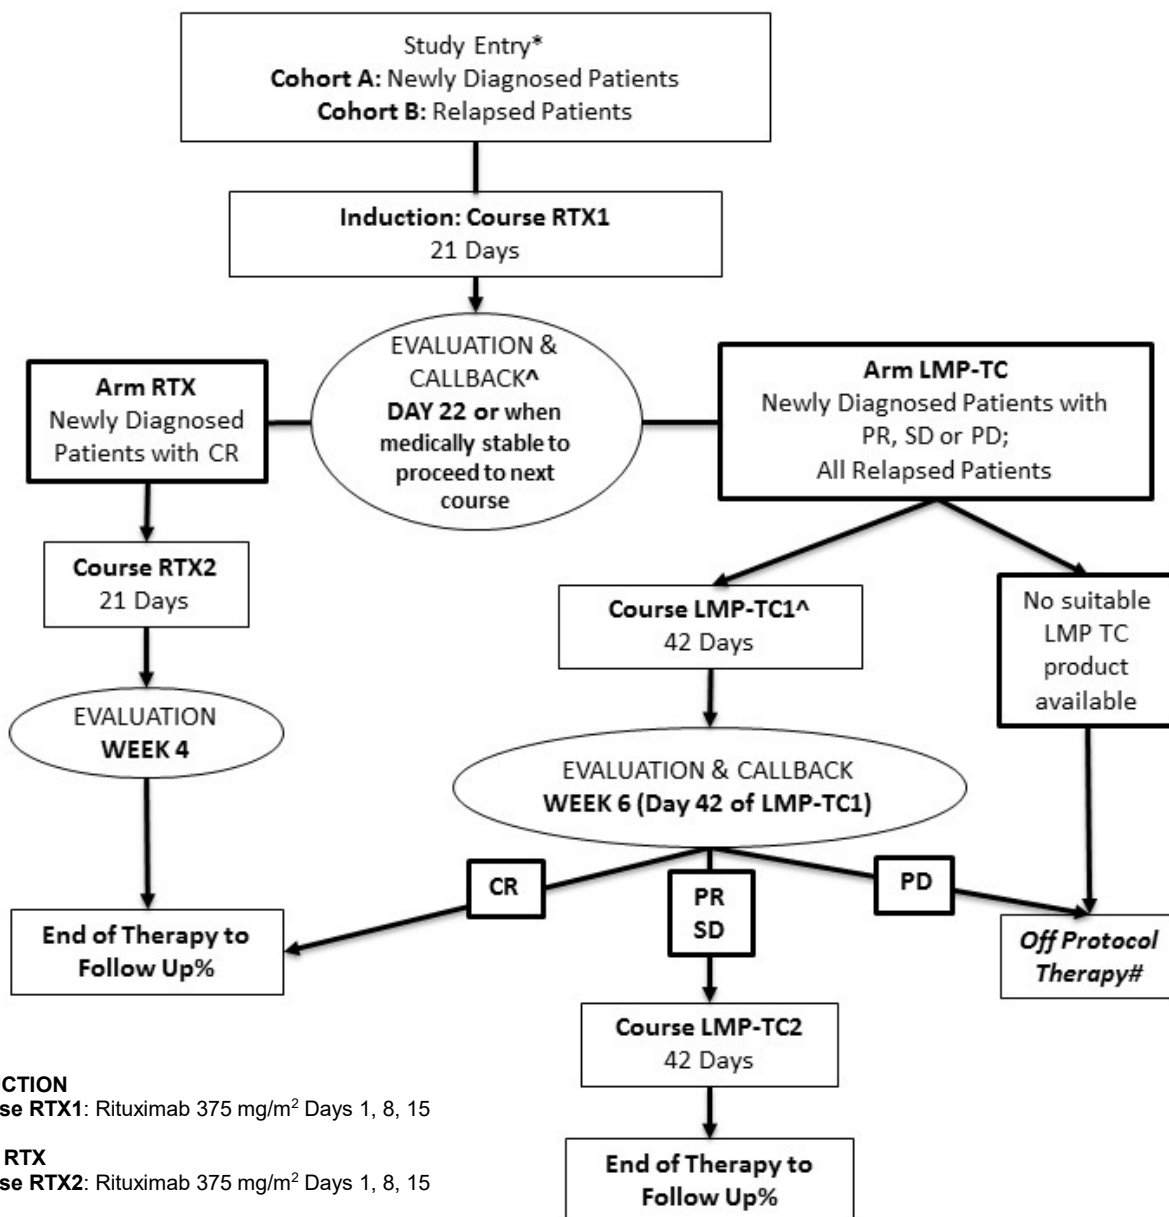 Study Entry*
Cohort A: Newly Diagnosed Patients
Cohort B: Relapsed Patients
Induction: Course RTX1
21 Days
EVALUATION &
CALLBACK^
DAY 22 or when
medically stable to
proceed to next
course
Arm RTX
Newly Diagnosed
Patients with CR
Arm LMP-TC
Newly Diagnosed Patients with
PR, SD or PD;
All Relapsed Patients
Course RTX2
21 Days
Course LMP-TC1^
42 Days
No suitable
LMP TC
product
available
EVALUATION
WEEK 4
EVALUATION & CALLBACK
WEEK 6 (Day 42 of LMP-TC1)
CR
PR
SD
PD
End of Therapy to
Follow Up%
Off Protocol
Therapy#
Course LMP-TC2
42 Days
End of Therapy to
Follow Up%
CTION
se RTX1: Rituximab 375 mg/m² Days 1, 8, 15
RTX
se RTX2: Rituximab 375 mg/m² Days 1, 8, 15